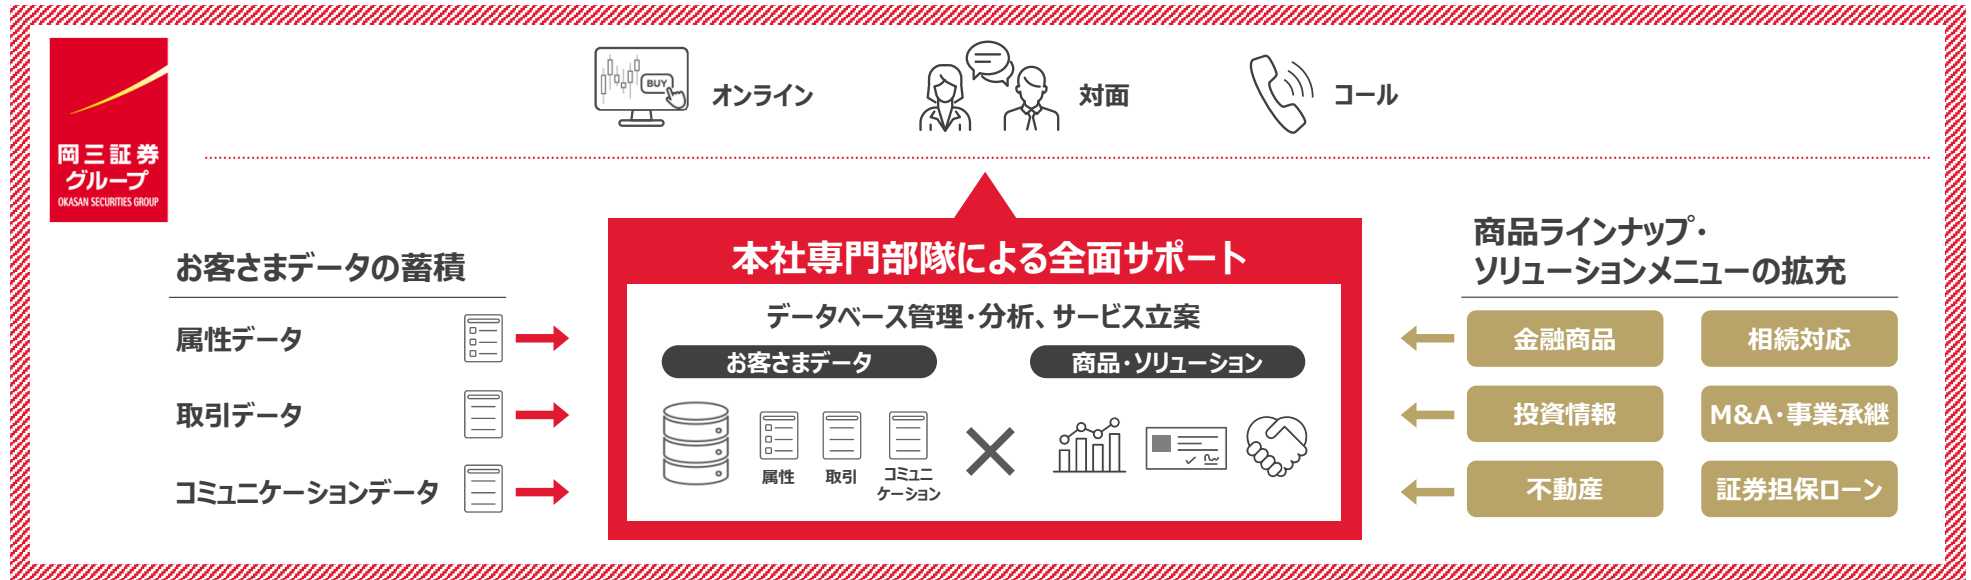 岡三証券
グループ
OKASAN SECURITIES GROUP
BUY
オンライン
対面
コール
お客さまデータの蓄積
属性データ
取引データ
コミュニケーションデータ
本社専門部隊による全面サポート
データベース管理・分析、サービス立案
お客さまデータ
商品・ソリューション
属性
取引
コミュニ
ケーション
商品ラインナップ・
ソリューションメニューの拡充
金融商品
相続対応
投資情報
M&A・事業承継
不動産
証券担保ローン